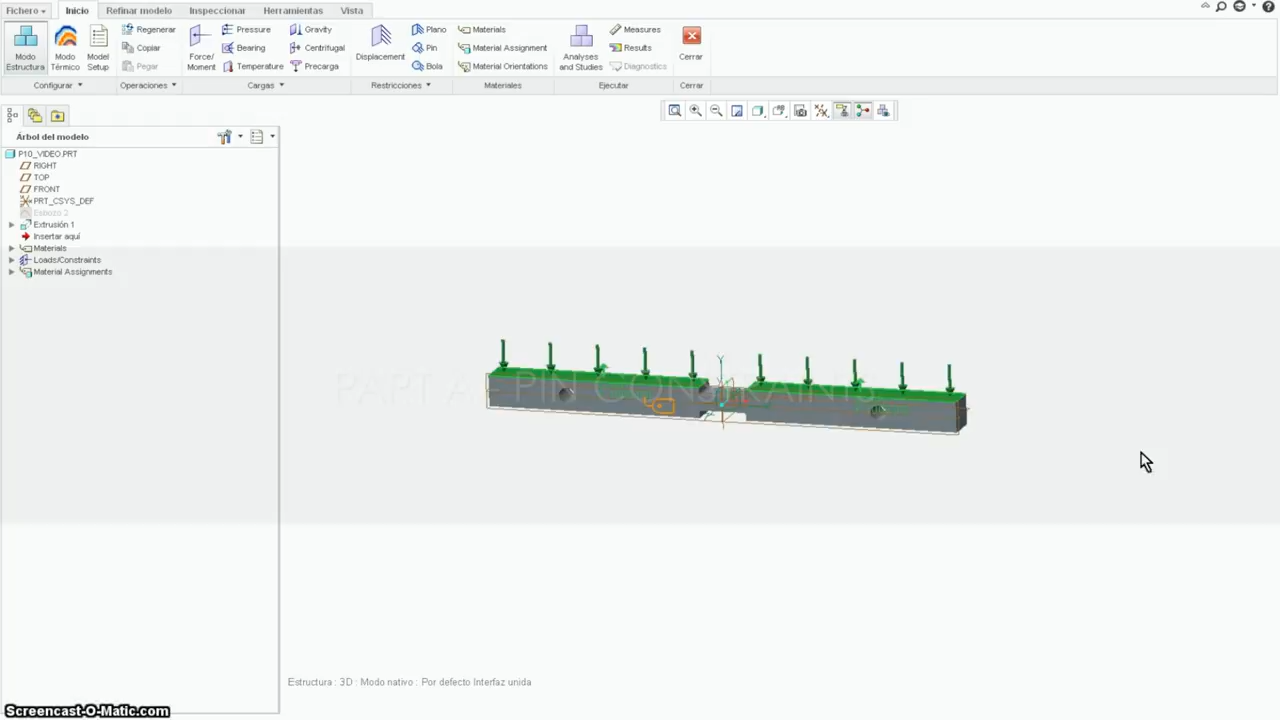 Fichero
Inicio
Refinar modelo
Inspeccionar
Herramientas
Vista
Modo
Estructura
Modo
Térmico
Model
Setup
Regenerar
Copiar
Pegar
Force/
Moment
Pressure
Bearing
Temperature
Gravity
Centrifugal
Precarga
Displacement
Plano
Pin
Bola
Materials
Material Assignment
Material Orientations
Analyses
and Studies
Measures
Results
Diagnostics
Cerrar
Configurar
Operaciones
Cargas
Restricciones
Materiales
Ejecutar
Cerrar
Árbol del modelo
P10_VIDEO.PRT
RIGHT
TOP
FRONT
PRT_CSYS_DEF
Esbozo 2
Extrusión 1
Insertar aquí
Materials
Loads/Constraints
Material Assignments
PART A - PIN CONSTRAINTS
Estructura : 3D : Modo nativo : Por defecto Interfaz unida
Screencast-O-Matic.com